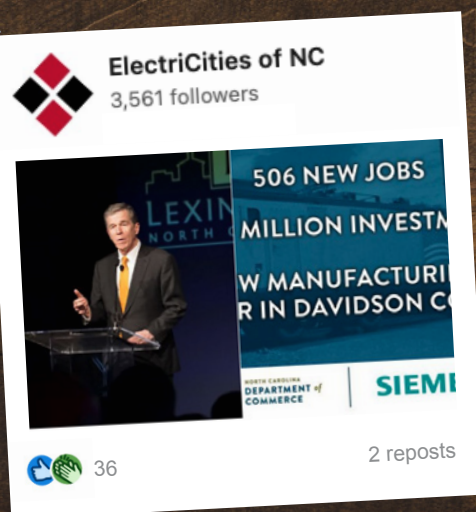 ElectriCities of NC
3,561 followers
LEXIN
NORTH C
506 NEW JOBS
MILLION INVESTM
W MANUFACTURI
R IN DAVIDSON CO
NORTH CAROLINA
DEPARTMENT of
COMMERCE
SIEME
36
2 reposts